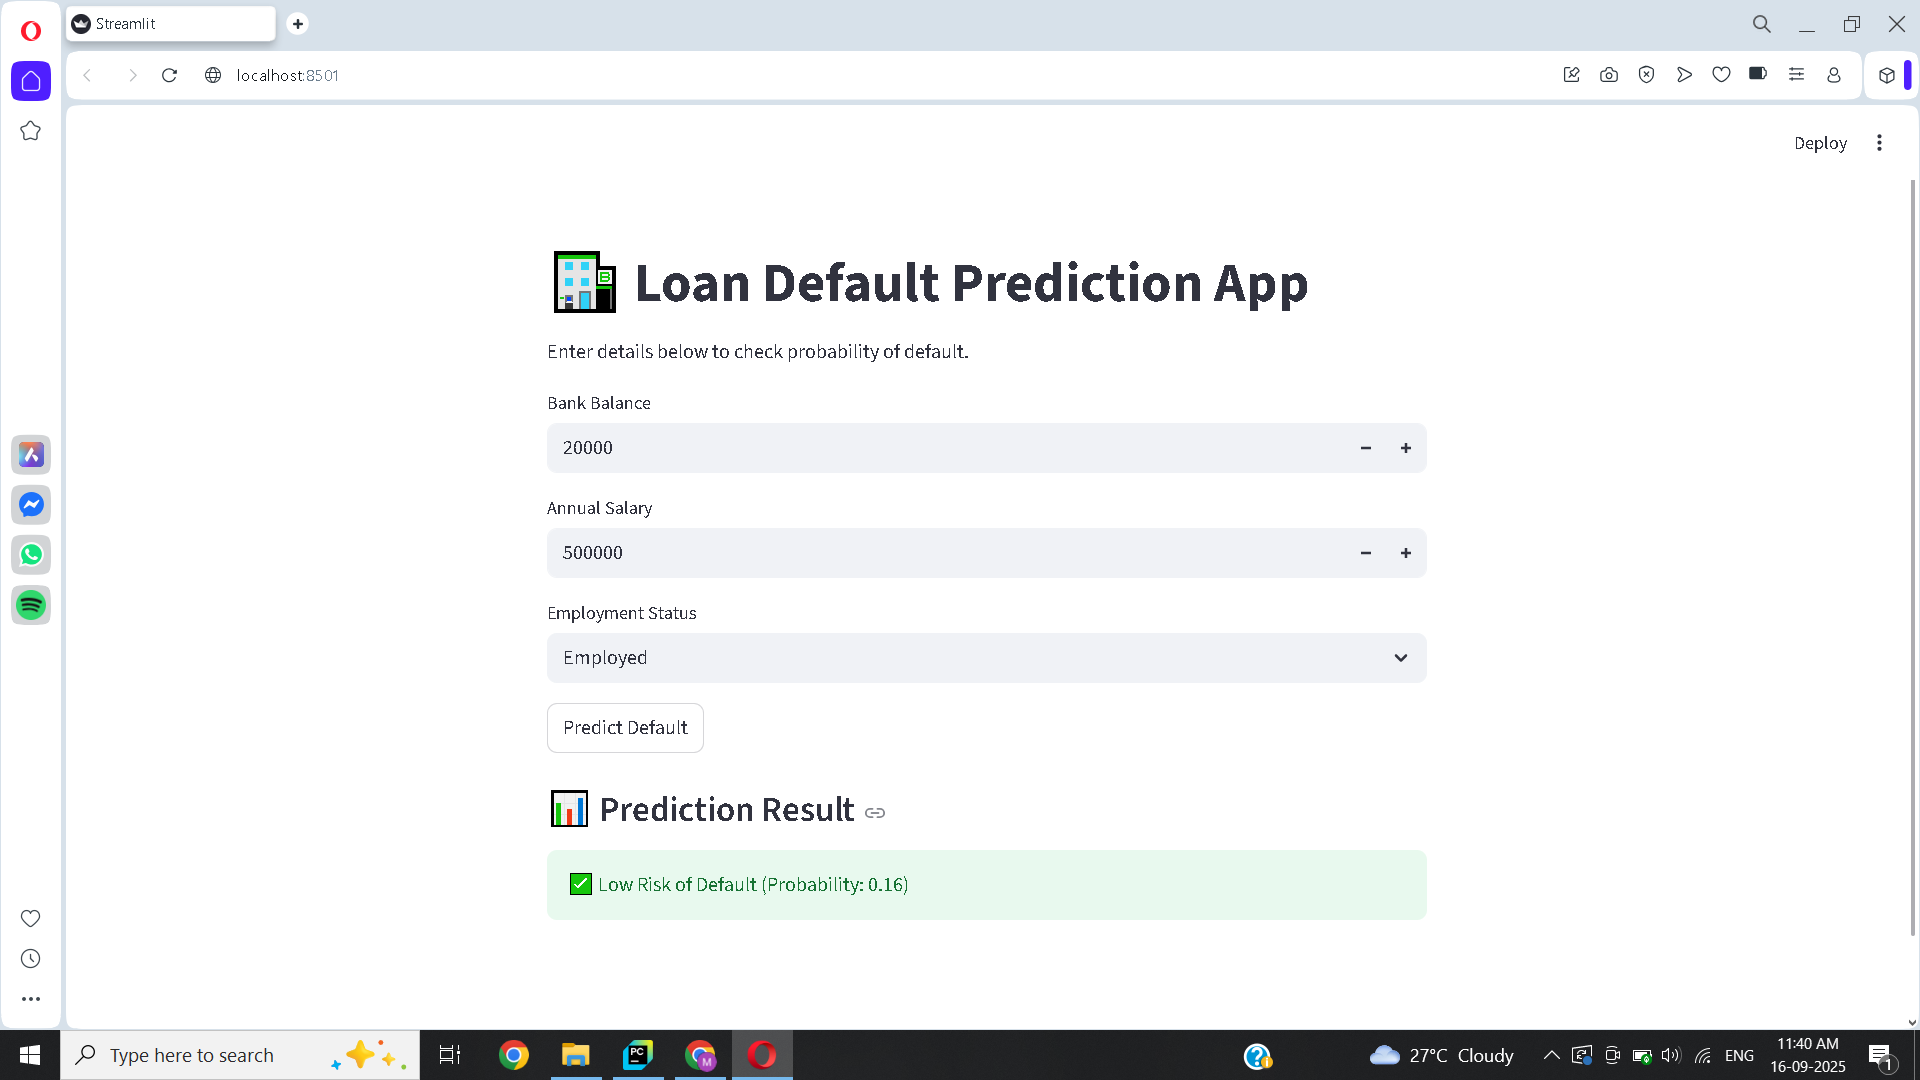 Streamlit
localhost:8501
Deploy
B
Loan Default Prediction App
Enter details below to check probability of default.
Bank Balance
20000
Annual Salary
500000
Employment Status
Employed
Predict Default
Prediction Result
Low Risk of Default (Probability: 0.16)
Type here to search
PC
M
27°C Cloudy
ENG
11:40 AM
16-09-2025
1